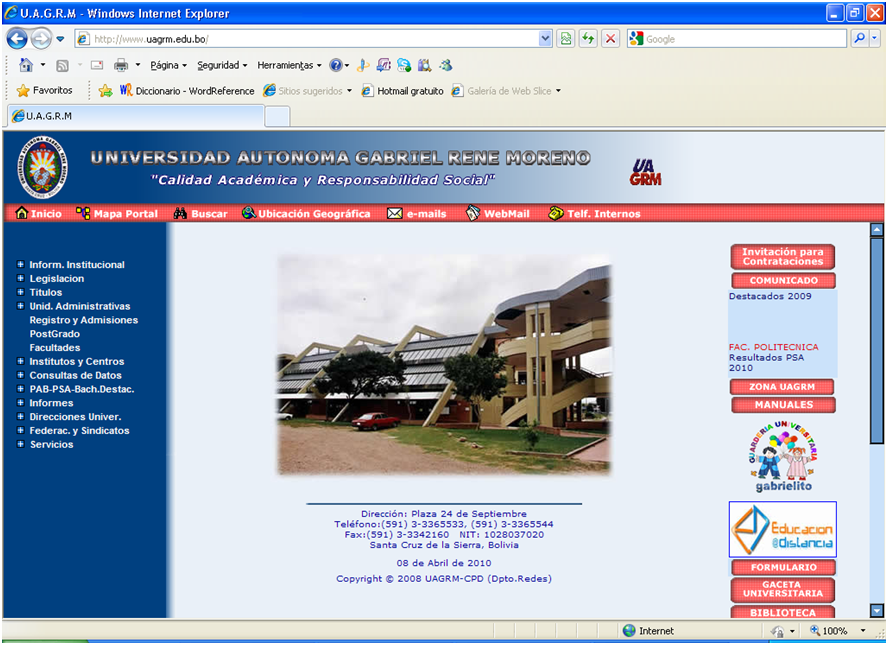 U.A.G.R.M - Windows Internet Explorer
http://www.uagrm.edu.bo/
Google
Página Seguridad Herramientas
Favoritos WR Diccionario - WordReference Sitios sugeridos Hotmail gratuito Galería de Web Slice
U.A.G.R.M
UNIVERSIDAD AUTONOMA GABRIEL RENE MORENO
"Calidad Académica y Responsabilidad Social"
UAGRM
Inicio Mapa Portal Buscar Ubicación Geográfica e-mails WebMail Telf. Internos
Inform. Institucional
Legislacion
Titulos
Unid. Administrativas
Registro y Admisiones
PostGrado
Facultades
Institutos y Centros
Consultas de Datos
PAB-PSA-Bach.Destac.
Informes
Direcciones Univer.
Federac. y Sindicatos
Servicios
Dirección: Plaza 24 de Septiembre
Teléfono:(591) 3-3365533, (591) 3-3365544
Fax:(591) 3-3342160 NIT: 1028037020
Santa Cruz de la Sierra, Bolivia
08 de Abril de 2010
Copyright © 2008 UAGRM-CPD (Dpto.Redes)
Invitación para
Contrataciones
COMUNICADO
Destacados 2009
FAC. POLITECNICA
Resultados PSA
2010
ZONA UAGRM
MANUALES
GUARDERIA UNIVERSITARIA
gabrielito
Educacion
a Distancia
FORMULARIO
GACETA
UNIVERSITARIA
BIBLIOTECA
Internet 100%